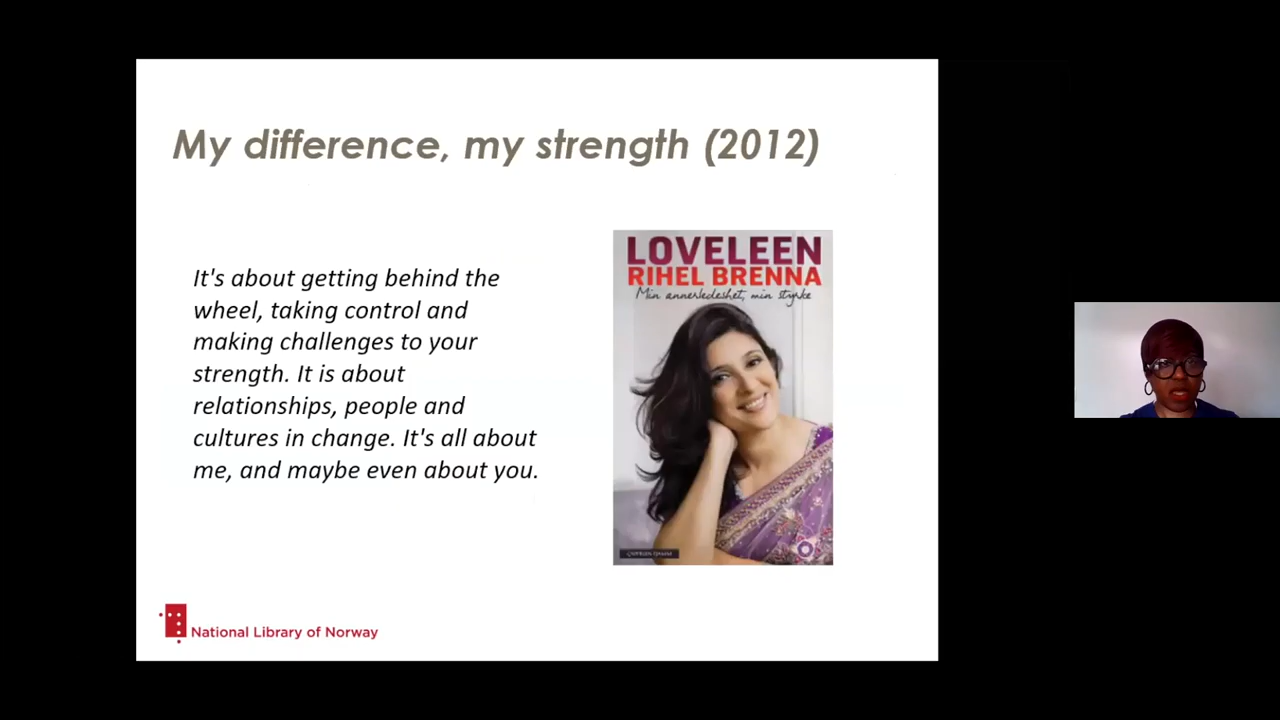 My difference, my strength (2012)
It's about getting behind the
wheel, taking control and
making challenges to your
strength. It is about
relationships, people and
cultures in change. It's all about
me, and maybe even about you.
LOVELEEN
RIHEL BRENNA
Min annerledeshet, min styrke
National Library of Norway